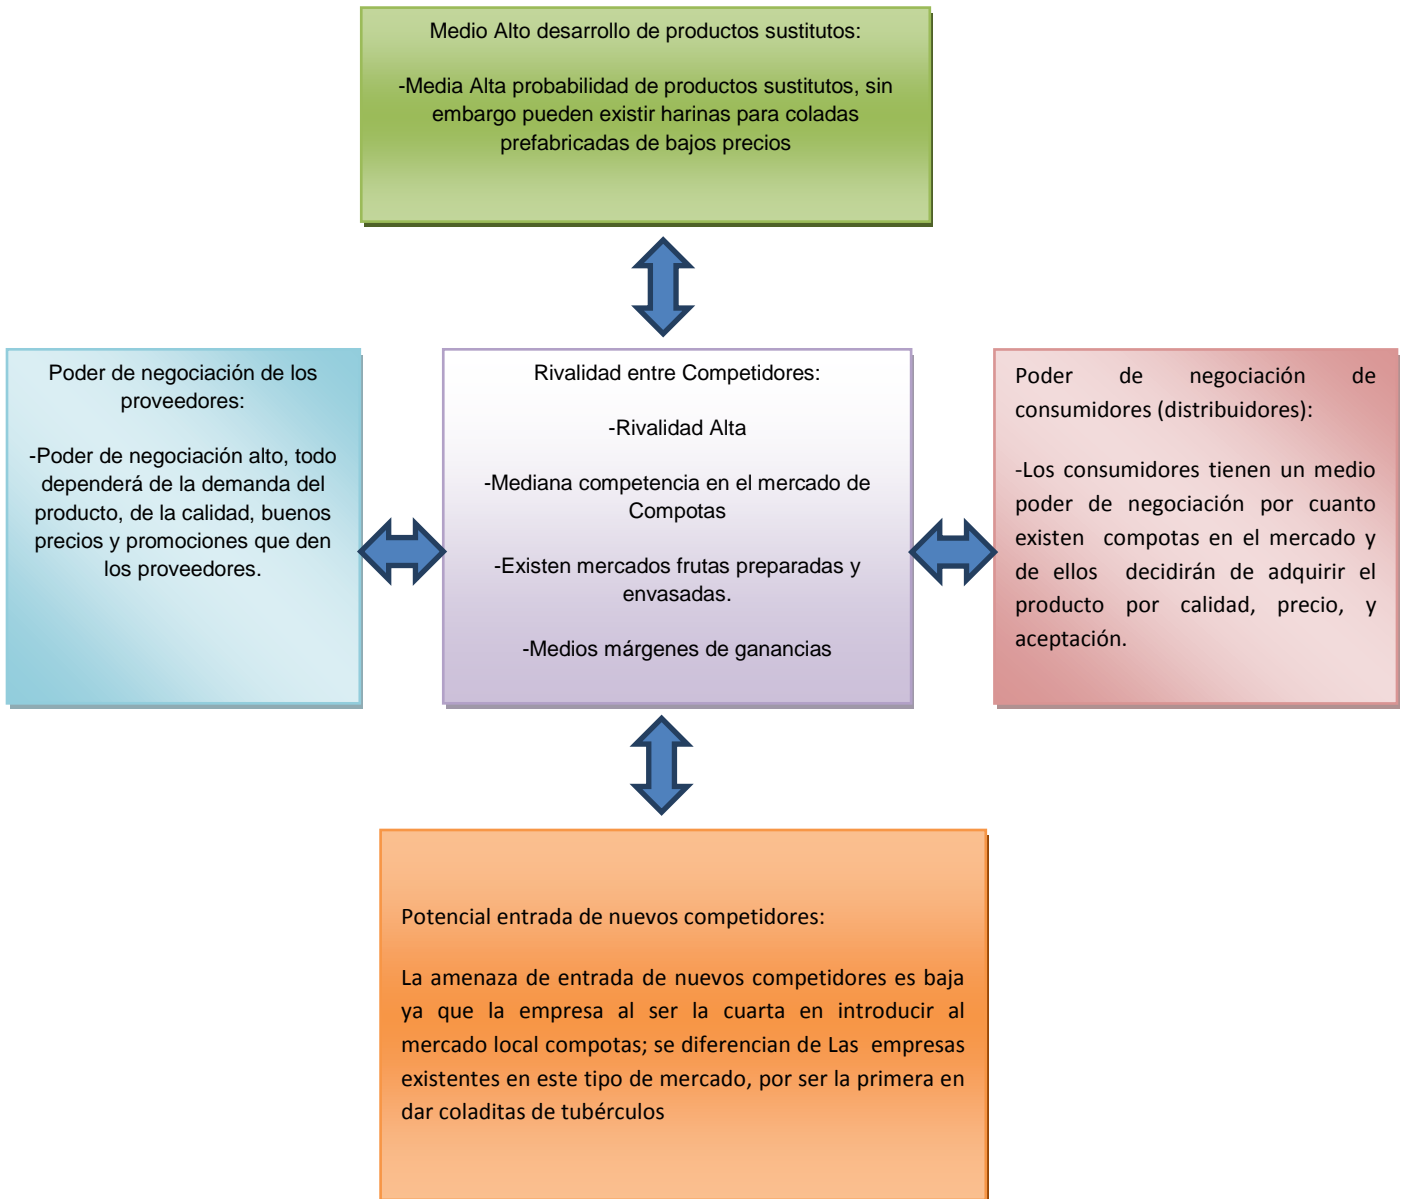 Medio Alto desarrollo de productos sustitutos:
-Media Alta probabilidad de productos sustitutos, sin
embargo pueden existir harinas para coladas
prefabricadas de bajos precios
Poder de negociación de los
proveedores:
-Poder de negociación alto, todo
dependerá de la demanda del
producto, de la calidad, buenos
precios y promociones que den
los proveedores.
Rivalidad entre Competidores:
-Rivalidad Alta
-Mediana competencia en el mercado de
Compotas
-Existen mercados frutas preparadas y
envasadas.
-Medios márgenes de ganancias
Poder de negociación de
consumidores (distribuidores):
-Los consumidores tienen un medio
poder de negociación por cuanto
existen compotas en el mercado y
de ellos decidirán de adquirir el
producto por calidad, precio, y
aceptación.
Potencial entrada de nuevos competidores:
La amenaza de entrada de nuevos competidores es baja
ya que la empresa al ser la cuarta en introducir al
mercado local compotas; se diferencian de Las empresas
existentes en este tipo de mercado, por ser la primera en
dar coladitas de tubérculos